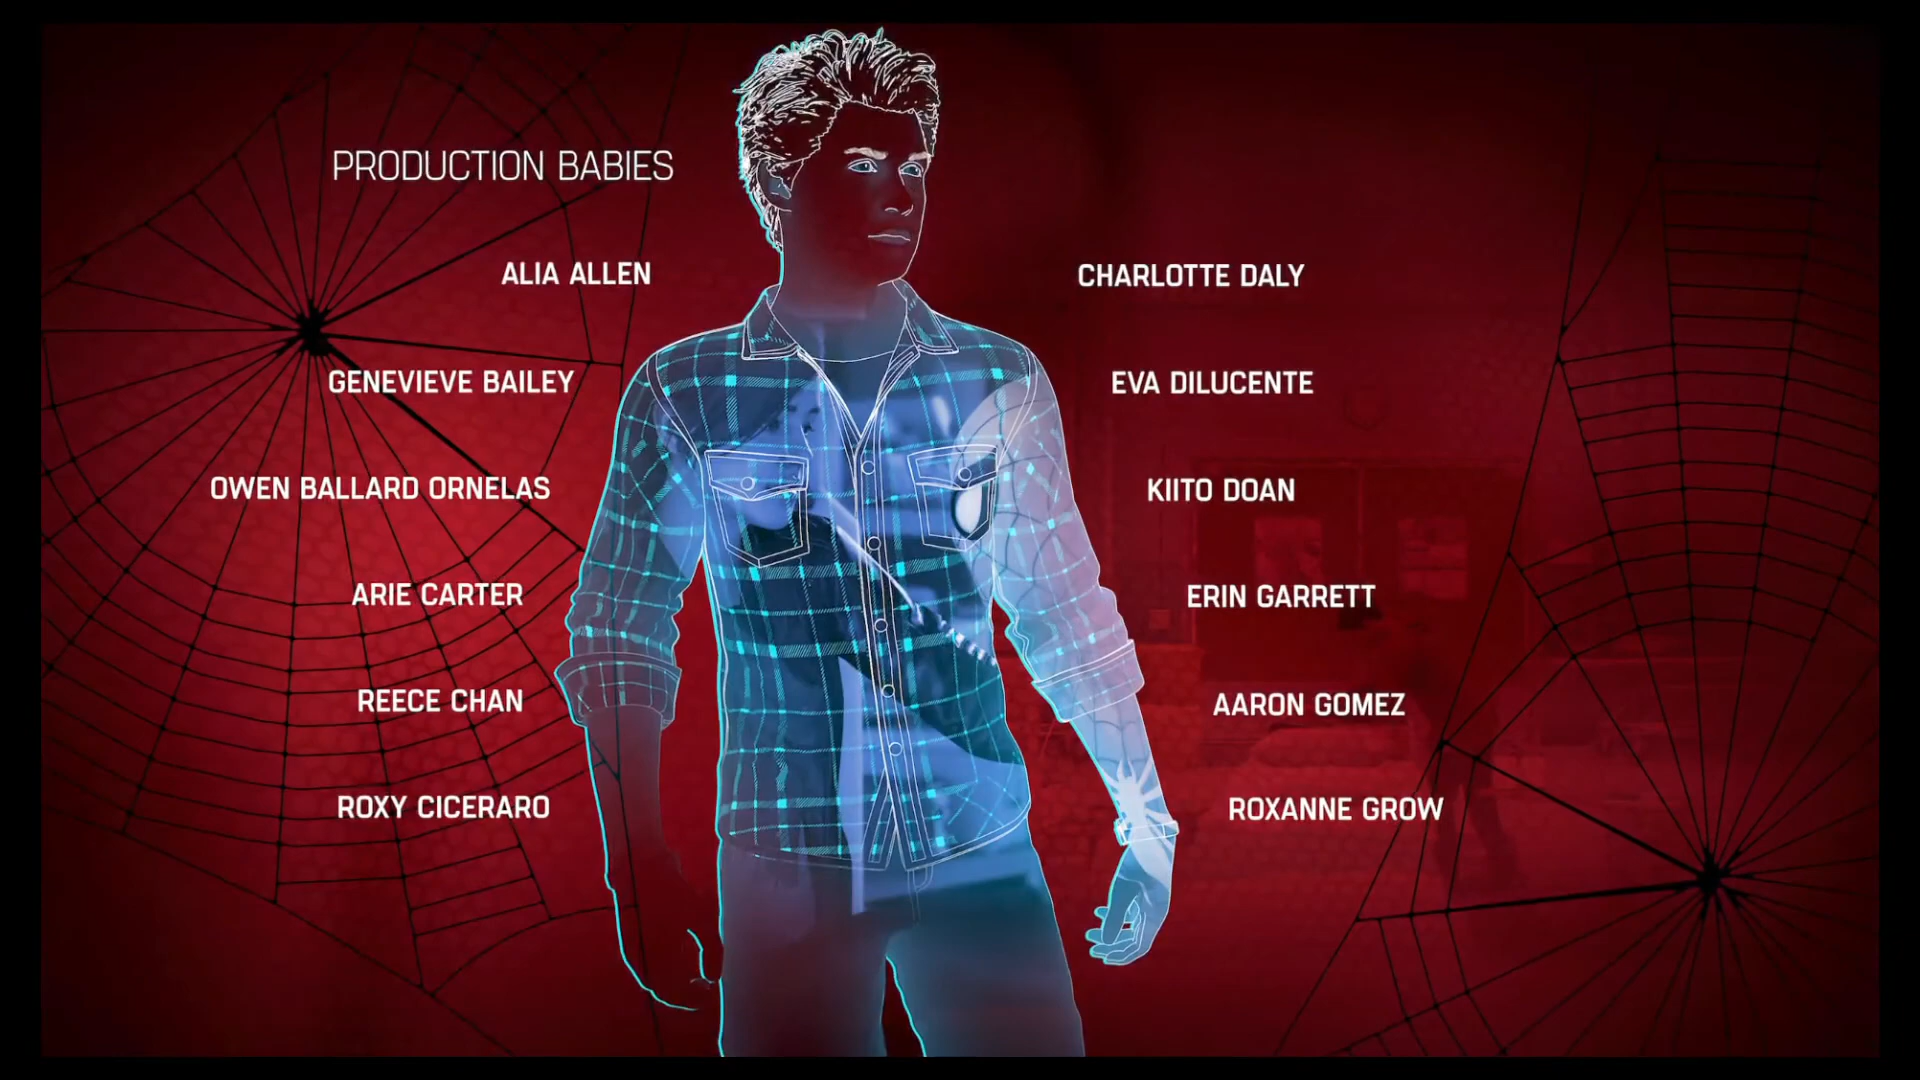 PRODUCTION BABIES
ALIA ALLEN
GENEVIEVE BAILEY
OWEN BALLARD ORNELAS
ARIE CARTER
REECE CHAN
ROXY CICERARO
CHARLOTTE DALY
EVA DILUCENTE
KIITO DOAN
ERIN GARRETT
AARON GOMEZ
ROXANNE GROW